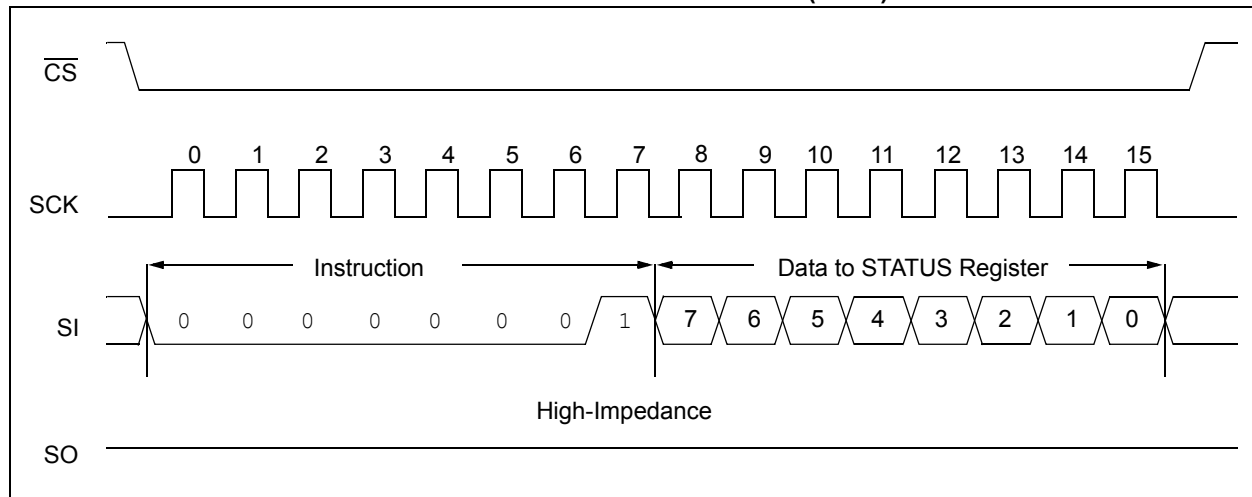 CS
0 1 2 3 4 5 6 7 8 9 10 11 12 13 14 15
SCK
Instruction Data to STATUS Register
SI 0 0 0 0 0 0 0 1 7 6 5 4 3 2 1 0
High-Impedance
SO